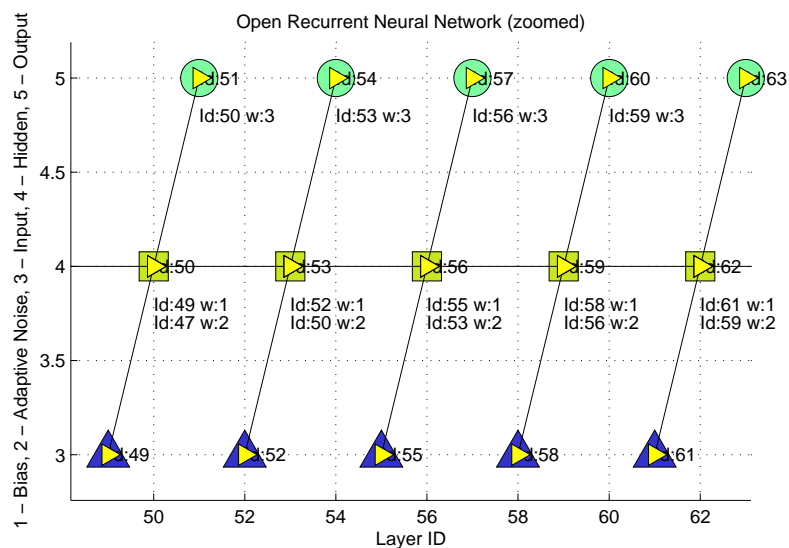 Open Recurrent Neural Network (zoomed)
1 – Bias, 2 – Adaptive Noise, 3 – Input, 4 – Hidden, 5 – Output
5
Id:51
Id:54
Id:57
Id:60
Id:63
Id:50 w:3
Id:53 w:3
Id:56 w:3
Id:59 w:3
4.5
4
Id:50
Id:53
Id:56
Id:59
Id:62
Id:49 w:1
Id:52 w:1
Id:55 w:1
Id:58 w:1
Id:61 w:1
Id:47 w:2
Id:50 w:2
Id:53 w:2
Id:56 w:2
Id:59 w:2
3.5
3
Id:49
Id:52
Id:55
Id:58
Id:61
50
52
54
56
58
60
62
Layer ID